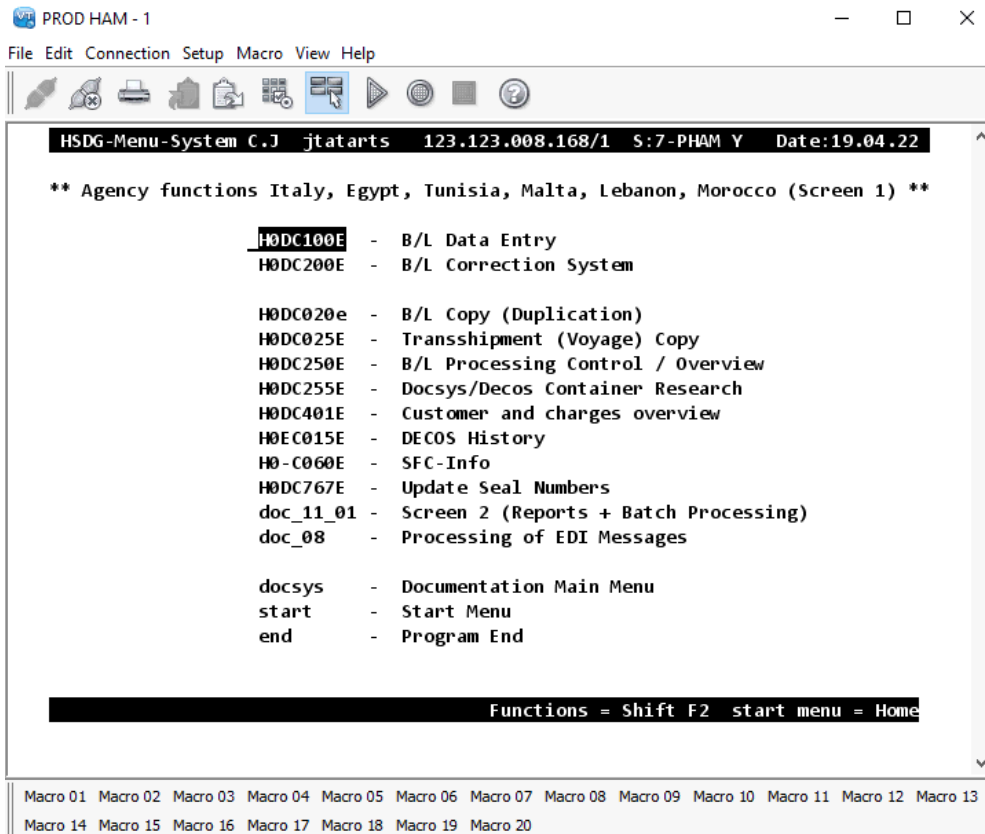 PROD HAM - 1
File Edit Connection Setup Macro View Help
HSDG-Menu-System C.J jtatarts 123.123.008.168/1 S:7-PHAM Y Date:19.04.22
** Agency functions Italy, Egypt, Tunisia, Malta, Lebanon, Morocco (Screen 1) **
_H0DC100E - B/L Data Entry
H0DC200E - B/L Correction System
H0DC020e - B/L Copy (Duplication)
H0DC025E - Transshipment (Voyage) Copy
H0DC250E - B/L Processing Control / Overview
H0DC255E - Docsys/Decos Container Research
H0DC401E - Customer and charges overview
H0EC015E - DECOS History
H0-C060E - SFC-Info
H0DC767E - Update Seal Numbers
doc_11_01 - Screen 2 (Reports + Batch Processing)
doc_08 - Processing of EDI Messages
docsys - Documentation Main Menu
start - Start Menu
end - Program End
Functions = Shift F2 start menu = Home
Macro 01 Macro 02 Macro 03 Macro 04 Macro 05 Macro 06 Macro 07 Macro 08 Macro 09 Macro 10 Macro 11 Macro 12 Macro 13
Macro 14 Macro 15 Macro 16 Macro 17 Macro 18 Macro 19 Macro 20